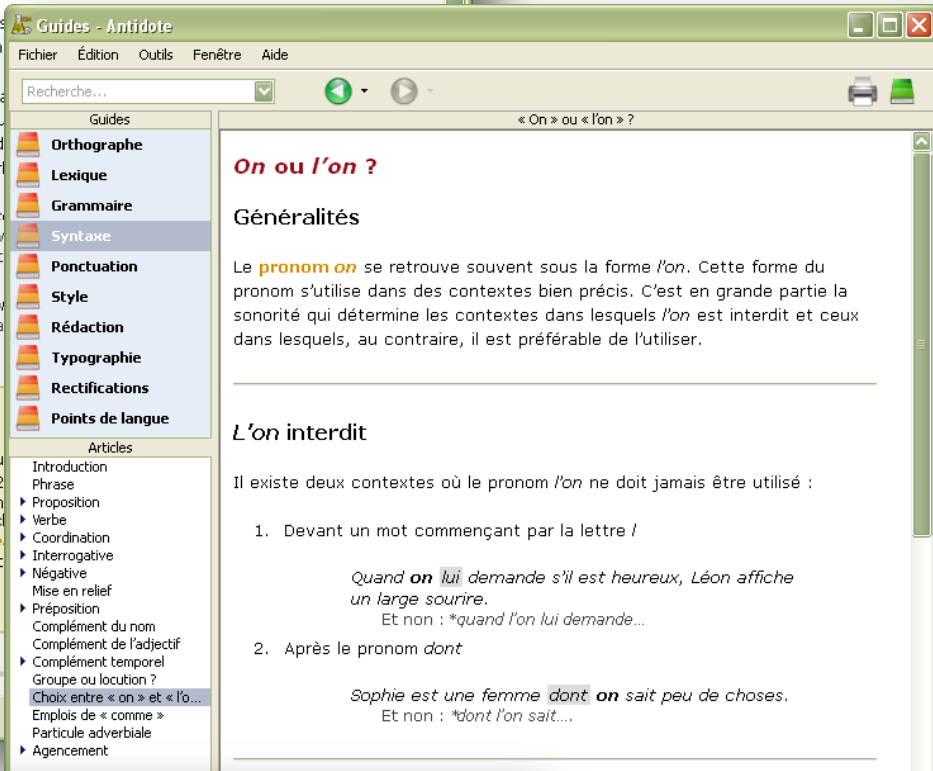 Guides - Antidote
Fichier Édition Outils Fenêtre Aide
Recherche...
Guides
Orthographe
Lexique
Grammaire
Syntaxe
Ponctuation
Style
Rédaction
Typographie
Rectifications
Points de langue
Articles
Introduction
Phrase
Proposition
Verbe
Coordination
Interrogative
Négative
Mise en relief
Préposition
Complément du nom
Complément de l'adjectif
Complément temporel
Groupe ou locution ?
Choix entre « on » et « l'o...
Emplois de « comme »
Particule adverbiale
Agencement
« On » ou « l'on » ?
On ou l'on ?
Généralités
Le pronom on se retrouve souvent sous la forme l'on. Cette forme du
pronom s'utilise dans des contextes bien précis. C'est en grande partie la
sonorité qui détermine les contextes dans lesquels l'on est interdit et ceux
dans lesquels, au contraire, il est préférable de l'utiliser.
L'on interdit
Il existe deux contextes où le pronom l'on ne doit jamais être utilisé :
1. Devant un mot commençant par la lettre l
Quand on lui demande s'il est heureux, Léon affiche
un large sourire.
Et non : *quand l'on lui demande...
2. Après le pronom dont
Sophie est une femme dont on sait peu de choses.
Et non : *dont l'on sait....